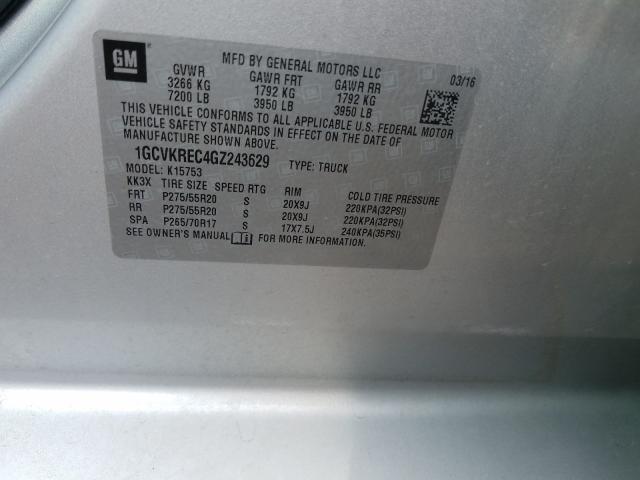 GM
MFD BY GENERAL MOTORS LLC
03/16
GVWR GAWR FRT GAWR RR
3266 KG 1792 KG 1792 KG
7200 LB 3950 LB 3950 LB
THIS VEHICLE CONFORMS TO ALL APPLICABLE U.S. FEDERAL MOTOR
VEHICLE SAFETY STANDARDS IN EFFECT ON THE DATE OF
MANUFACTURE SHOWN ABOVE.
1GCVKREC4GZ243629 TYPE: TRUCK
MODEL: K15753
KK3X TIRE SIZE SPEED RTG RIM COLD TIRE PRESSURE
FRT P275/55R20 S 20X9J 220KPA(32PSI)
RR P275/55R20 S 20X9J 220KPA(32PSI)
SPA P265/70R17 S 17X7.5J 240KPA(35PSI)
SEE OWNER'S MANUAL FOR MORE INFORMATION.